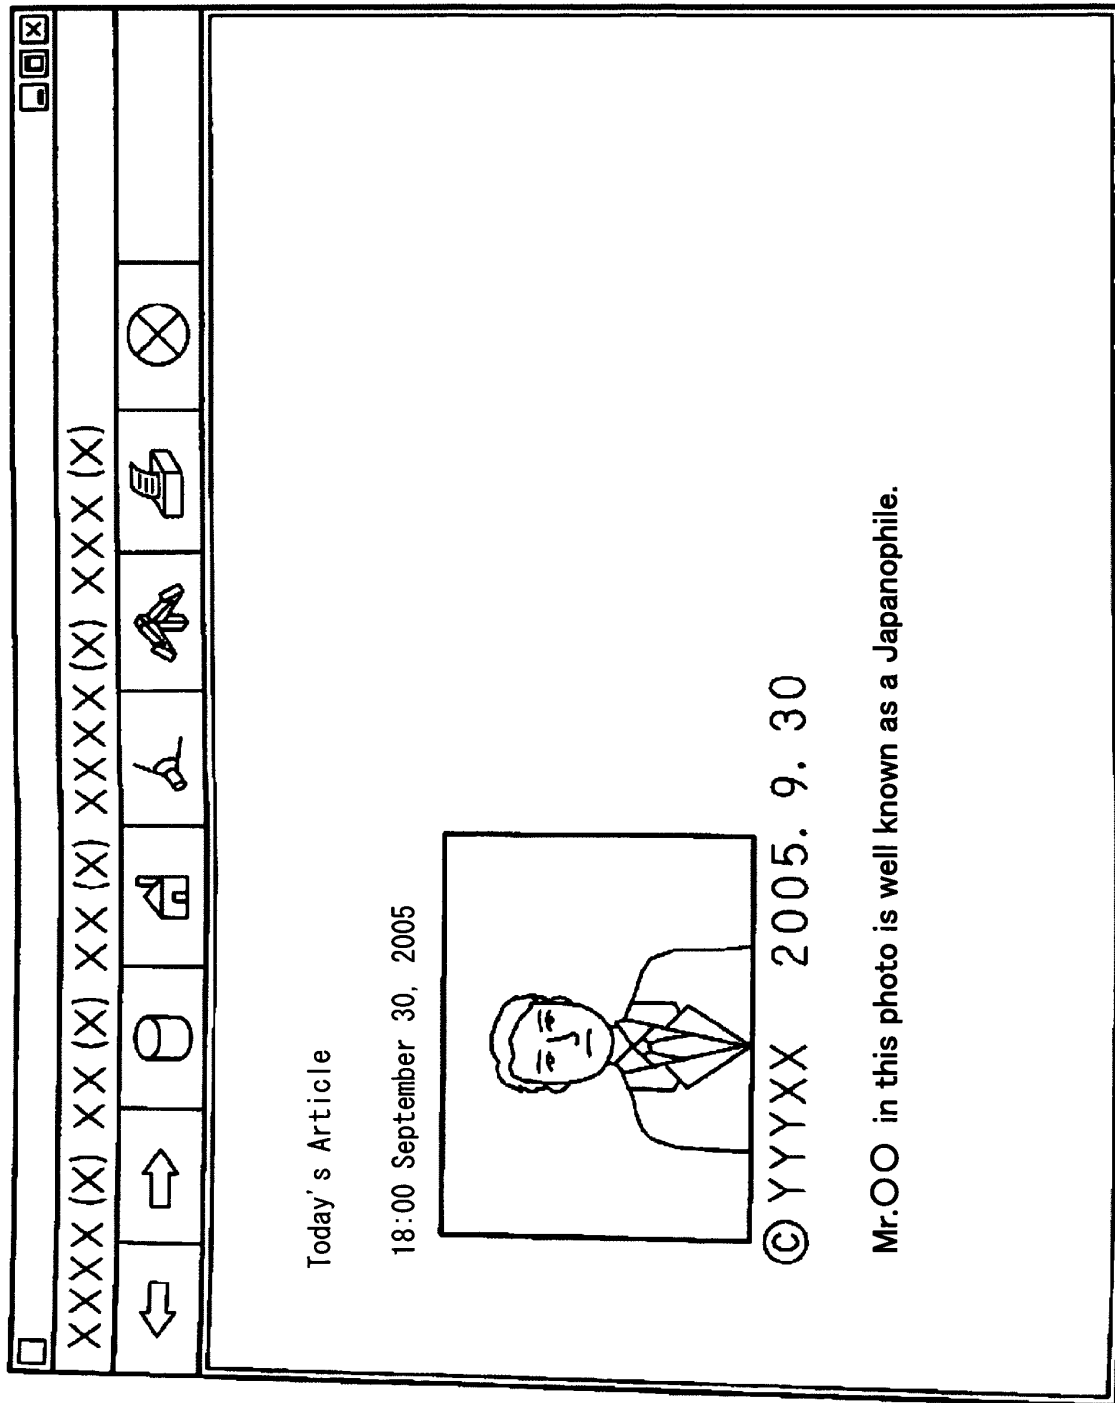 XXXX(X) XX(X) XX(X) XXXX(X) XXX(X)
Today's Article
18:00 September 30, 2005
©YYYXX 2005. 9. 30
Mr.○○ in this photo is well known as a Japanophile.